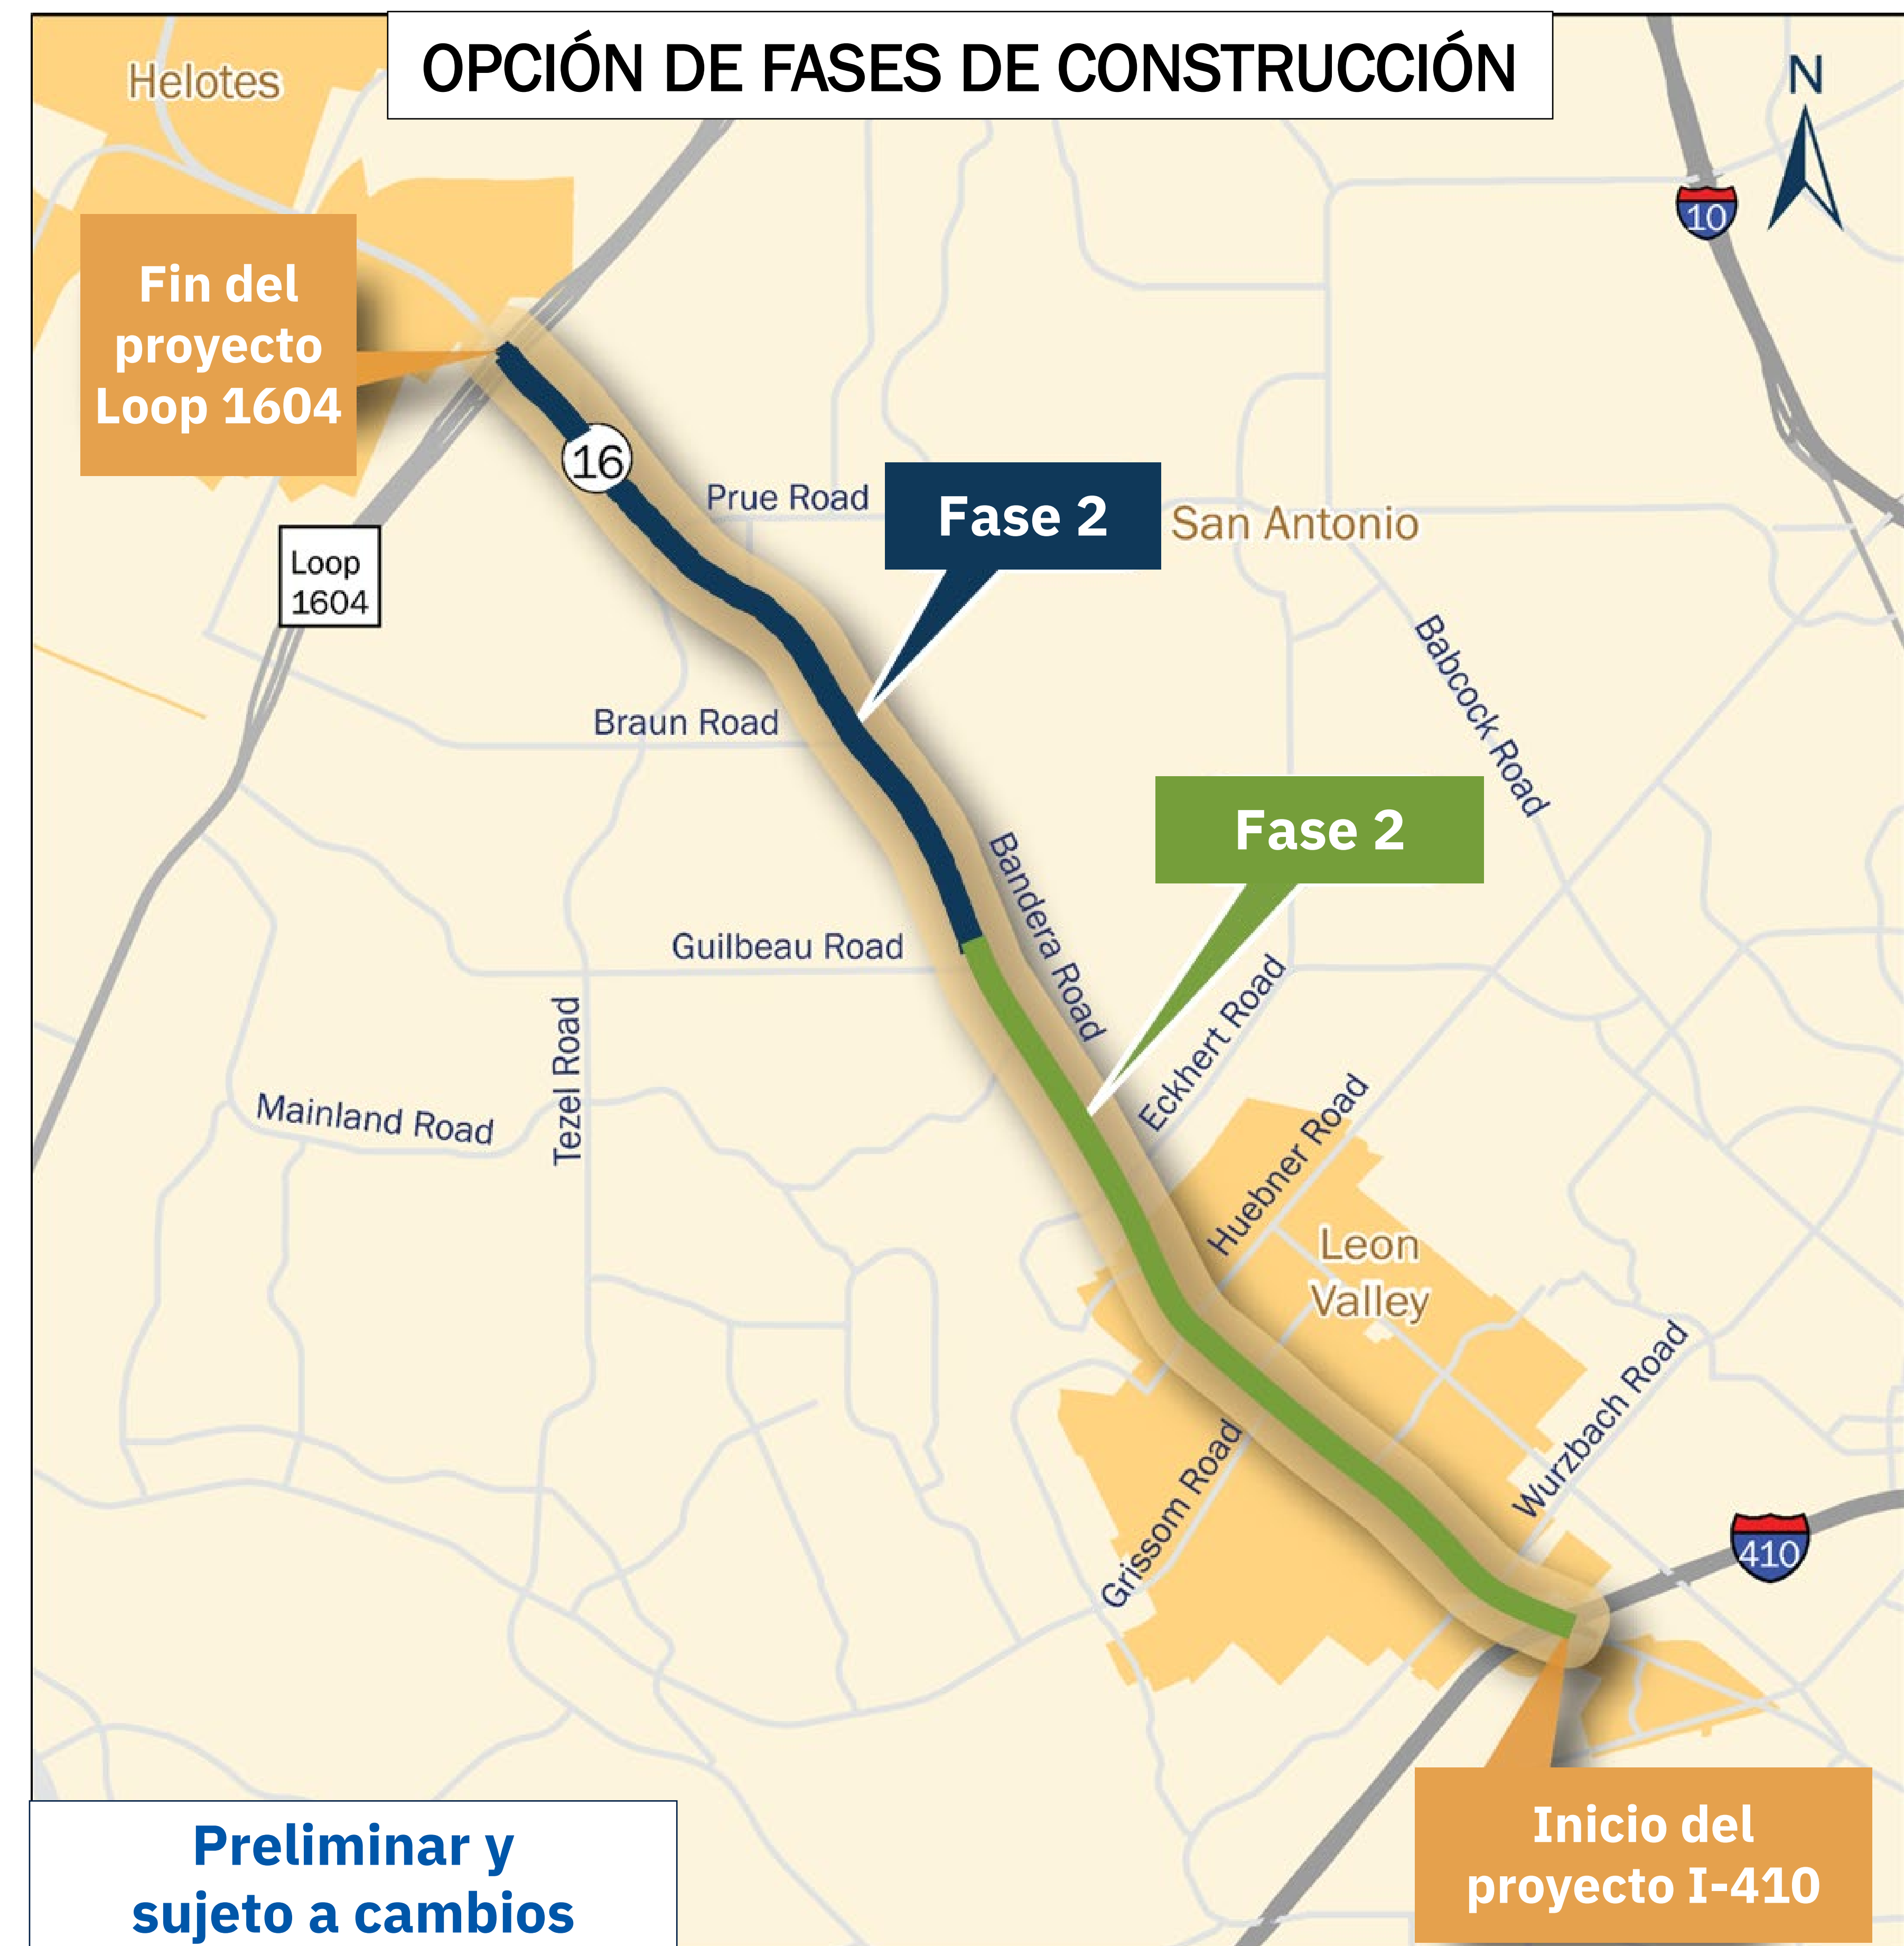 OPCIÓN DE FASES DE CONSTRUCCIÓN
Helotes
N
10
Fin del
proyecto
Loop 1604
16
Prue Road
Fase 2
San Antonio
Loop
1604
Babcock Road
Braun Road
Fase 2
Bandera Road
Guilbeau Road
Eckhert Road
Tezel Road
Mainland Road
Huebner Road
Leon
Valley
Wurzbach Road
Grissom Road
410
Inicio del
proyecto I-410
Preliminar y
sujeto a cambios